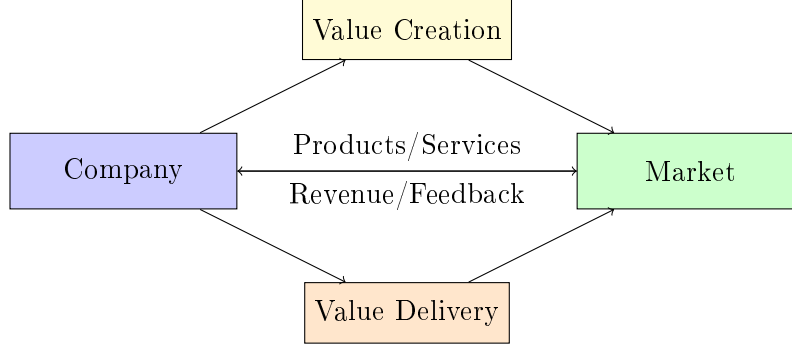 Value Creation
Products/Services
Company
Market
Revenue/Feedback
Value Delivery